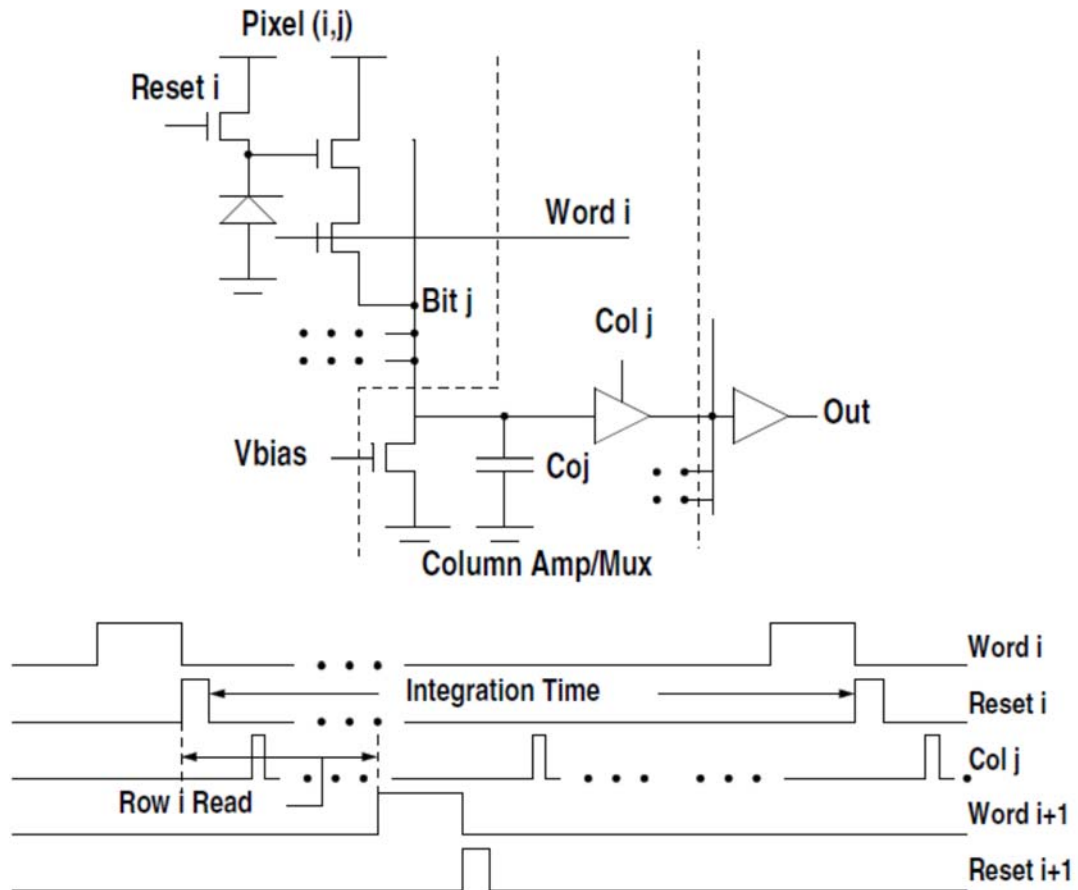 Pixel (i,j)
Reset i
Word i
Bit j
Col j
Out
Vbias
Coj
Column Amp/Mux
Word i
Integration Time
Reset i
Col j
Row i Read
Word i+1
Reset i+1